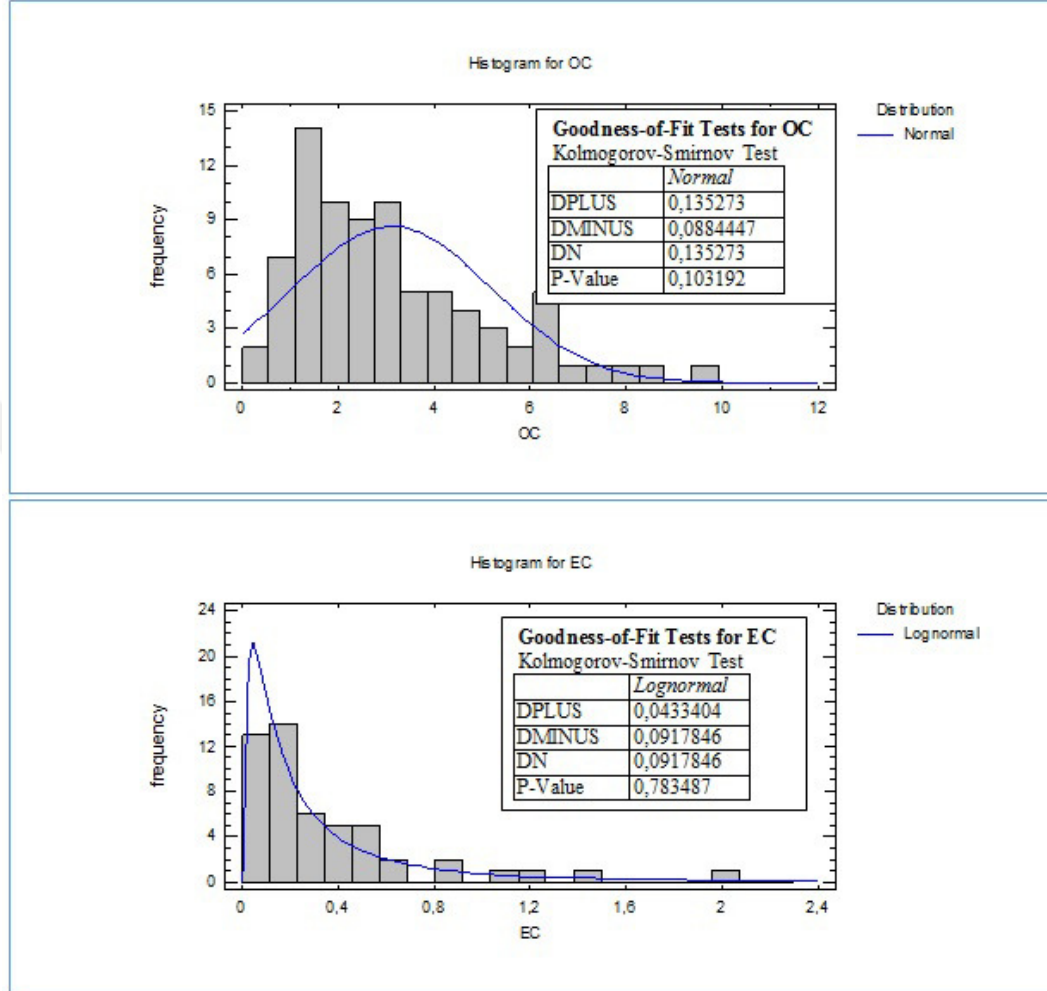 Histogram for OC
Distribution
Normal
Goodness-of-Fit Tests for OC
Kolmogorov-Smirnov Test
Normal
DPLUS 0,135273
DMINUS 0,0884447
DN 0,135273
P-Value 0,103192
frequency
15
12
9
6
3
0
0 2 4 6 8 10 12
OC
Histogram for EC
Distribution
Lognormal
Goodness-of-Fit Tests for EC
Kolmogorov-Smirnov Test
Lognormal
DPLUS 0,0433404
DMINUS 0,0917846
DN 0,0917846
P-Value 0,783487
frequency
24
20
16
12
8
4
0
0 0,4 0,8 1,2 1,6 2 2,4
EC